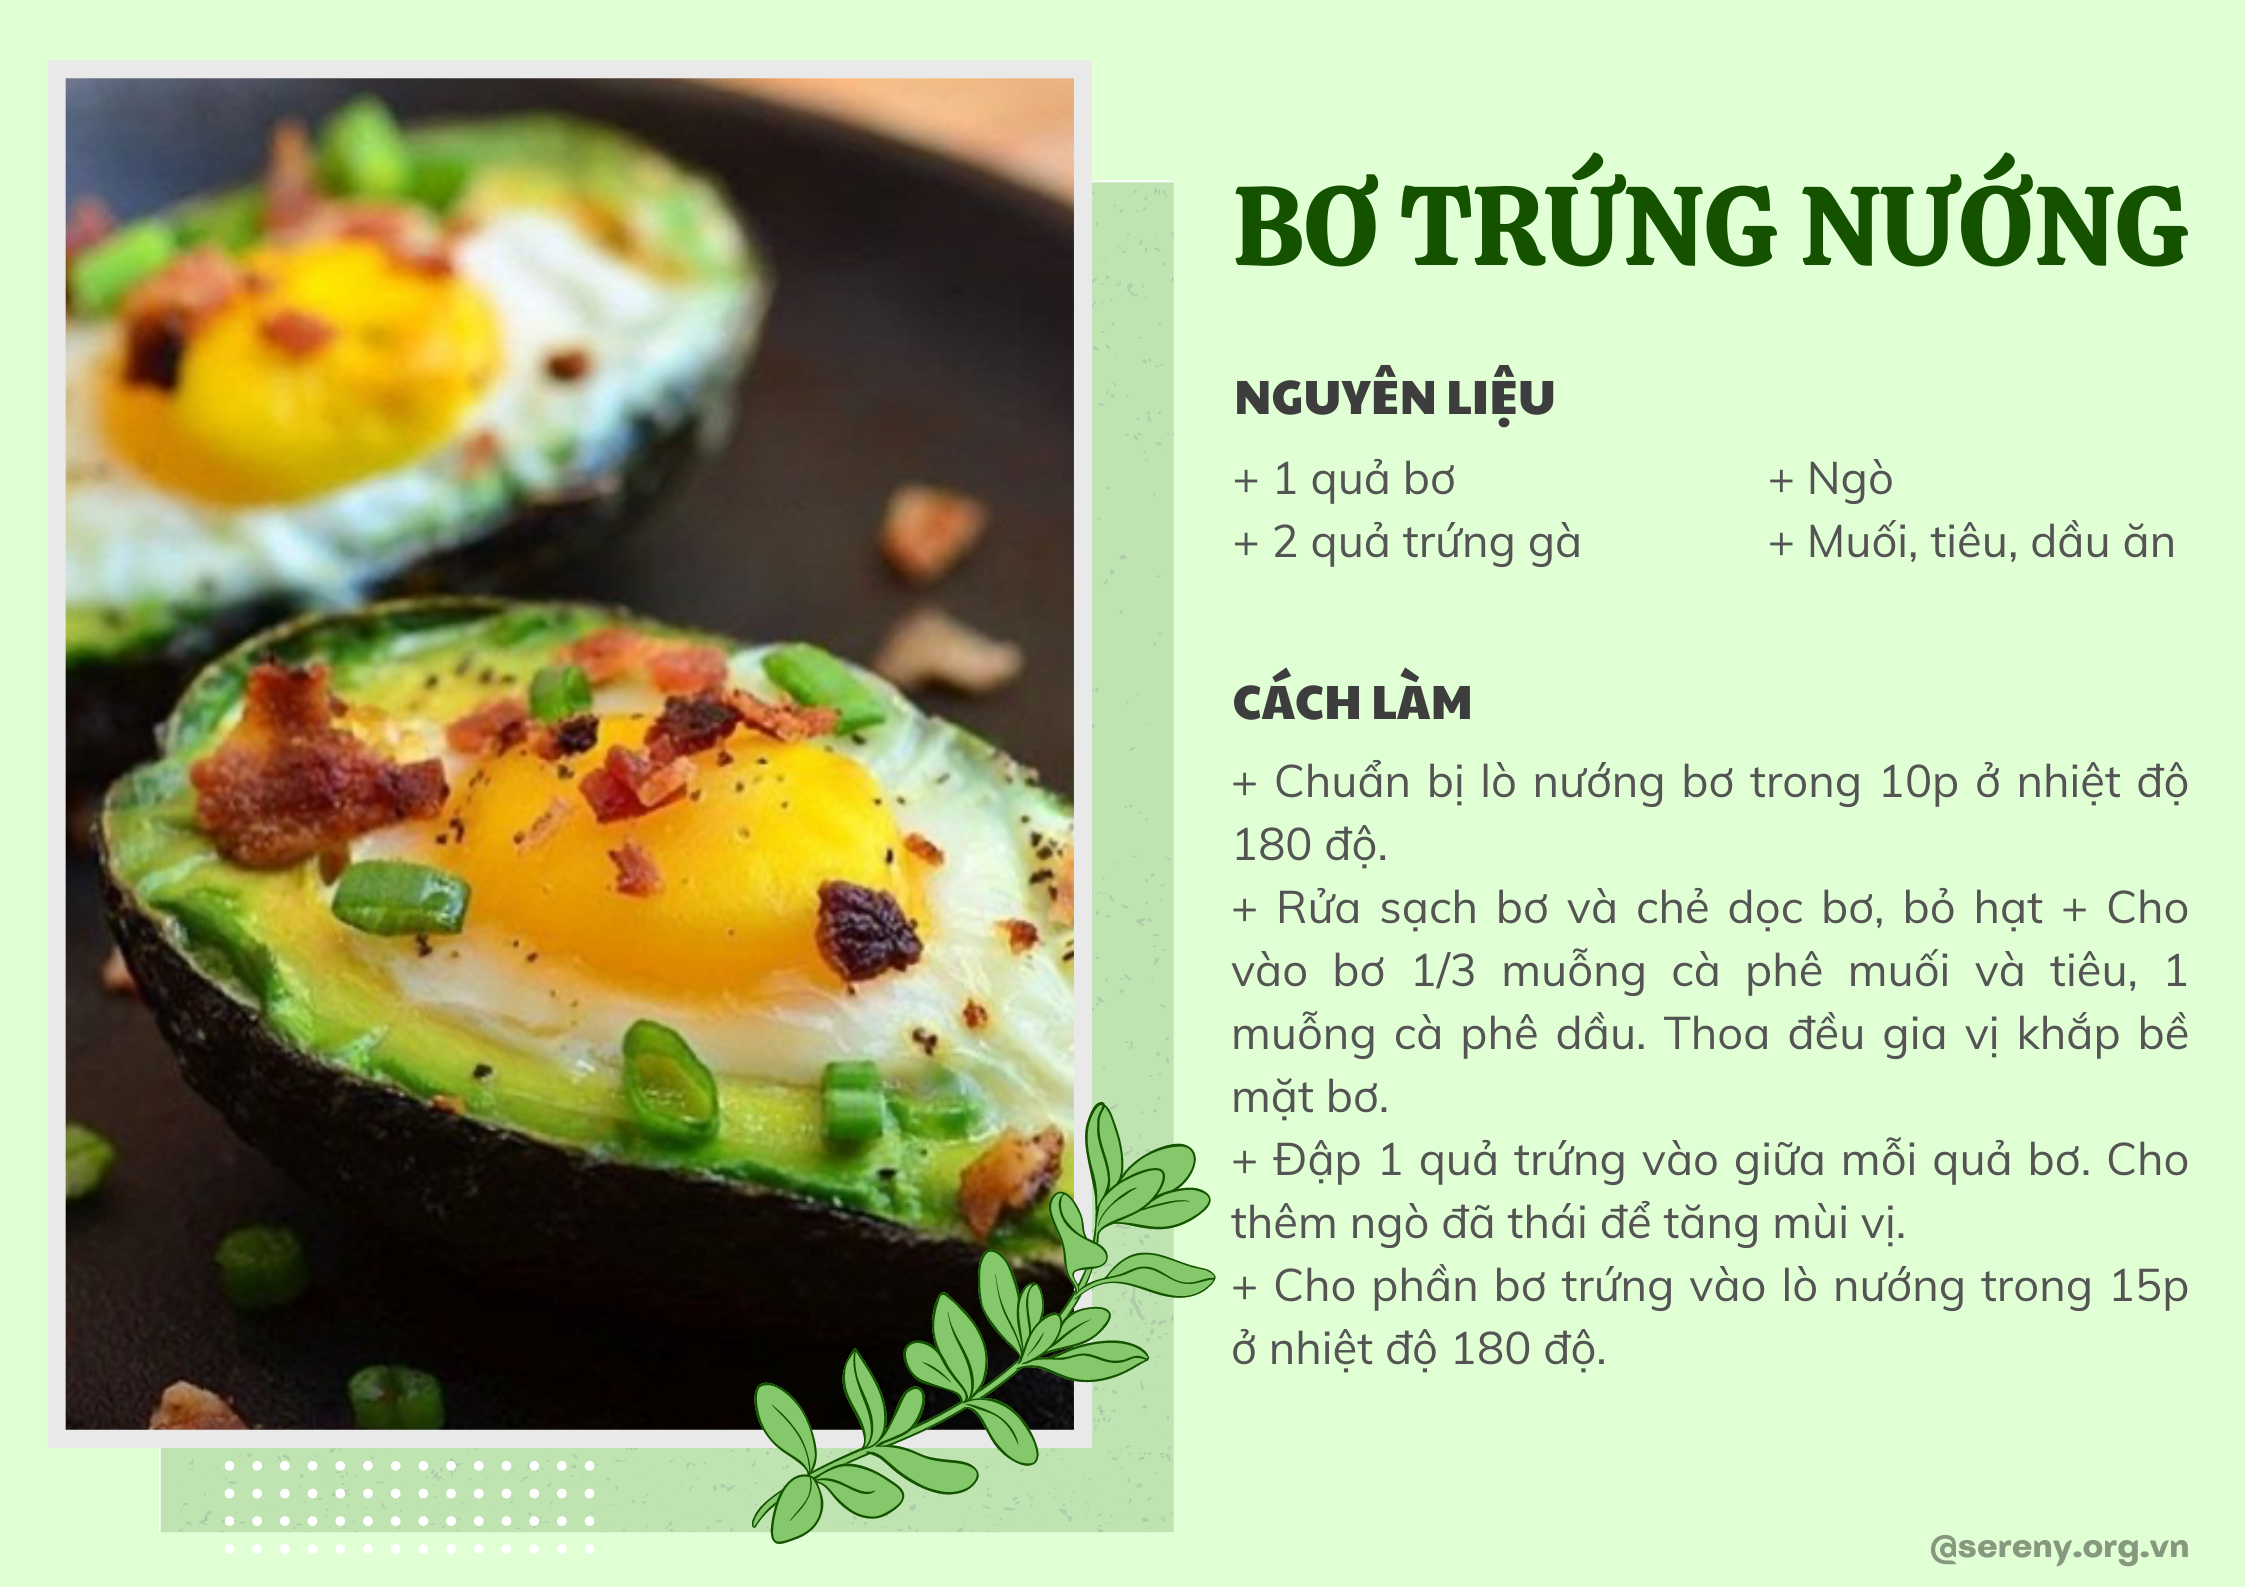 BƠ TRỨNG NƯỚNG
NGUYÊN LIỆU
+ 1 quả bơ
+ 2 quả trứng gà
+ Ngò
+ Muối, tiêu, dầu ăn
CÁCH LÀM
+ Chuẩn bị lò nướng bơ trong 10p ở nhiệt độ
180 độ.
+ Rửa sạch bơ và chẻ dọc bơ, bỏ hạt + Cho
vào bơ 1/3 muỗng cà phê muối và tiêu, 1
muỗng cà phê dầu. Thoa đều gia vị khắp bề
mặt bơ.
+ Đập 1 quả trứng vào giữa mỗi quả bơ. Cho
thêm ngò đã thái để tăng mùi vị.
+ Cho phần bơ trứng vào lò nướng trong 15p
ở nhiệt độ 180 độ.
@sereny.org.vn